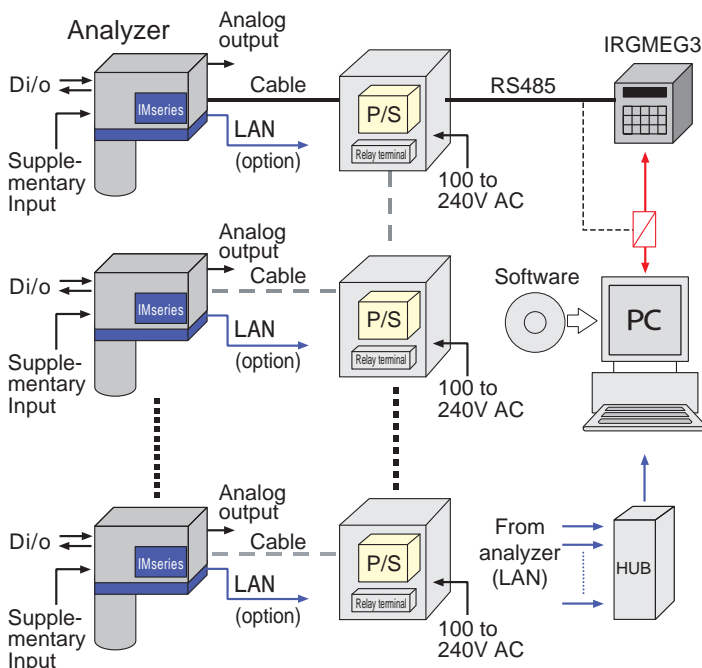 Analyzer
Analog
output
IRGMEG3
Di/o
IMseries
Cable
P/S
RS485
LAN
(option)
Relay terminal
Supple-
mentary
Input
100 to
240V AC
Analog
output
Di/o
IMseries
Cable
P/S
Software
PC
LAN
(option)
Relay terminal
Supple-
mentary
Input
100 to
240V AC
Analog
output
Di/o
IMseries
Cable
P/S
From
analyzer
(LAN)
HUB
LAN
(option)
Relay terminal
Supple-
mentary
Input
100 to
240V AC